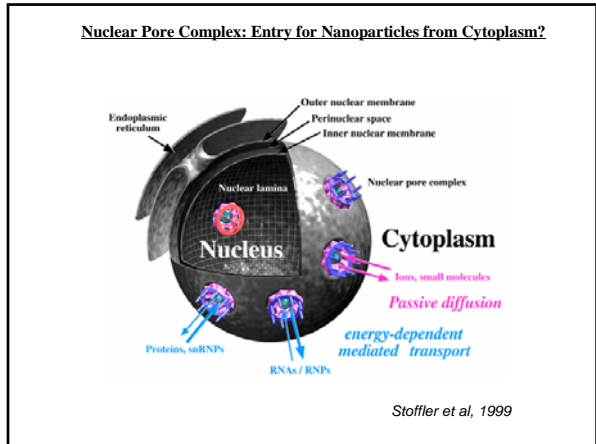 Nuclear Pore Complex: Entry for Nanoparticles from Cytoplasm?
Outer nuclear membrane
Endoplasmic
reticulum
Perinuclear space
Inner nuclear membrane
Nuclear lamina
Nuclear pore complex
Nucleus
Cytoplasm
Ions, small molecules
Passive diffusion
energy-dependent
mediated transport
Proteins, snRNPs
RNAs / RNPs
Stoffler et al, 1999